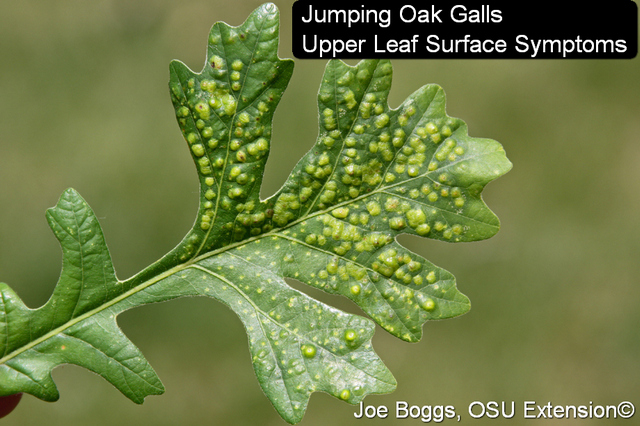 Jumping Oak Galls
Upper Leaf Surface Symptoms
Joe Boggs, OSU Extension©